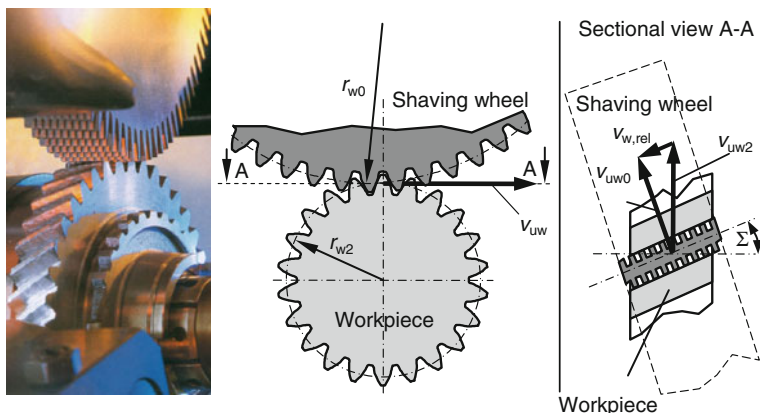 r_w0
Shaving wheel
A
A
v_uw
r_w2
Workpiece
Sectional view A-A
Shaving wheel
v_w,rel
v_uw2
v_uw0
Σ
Workpiece